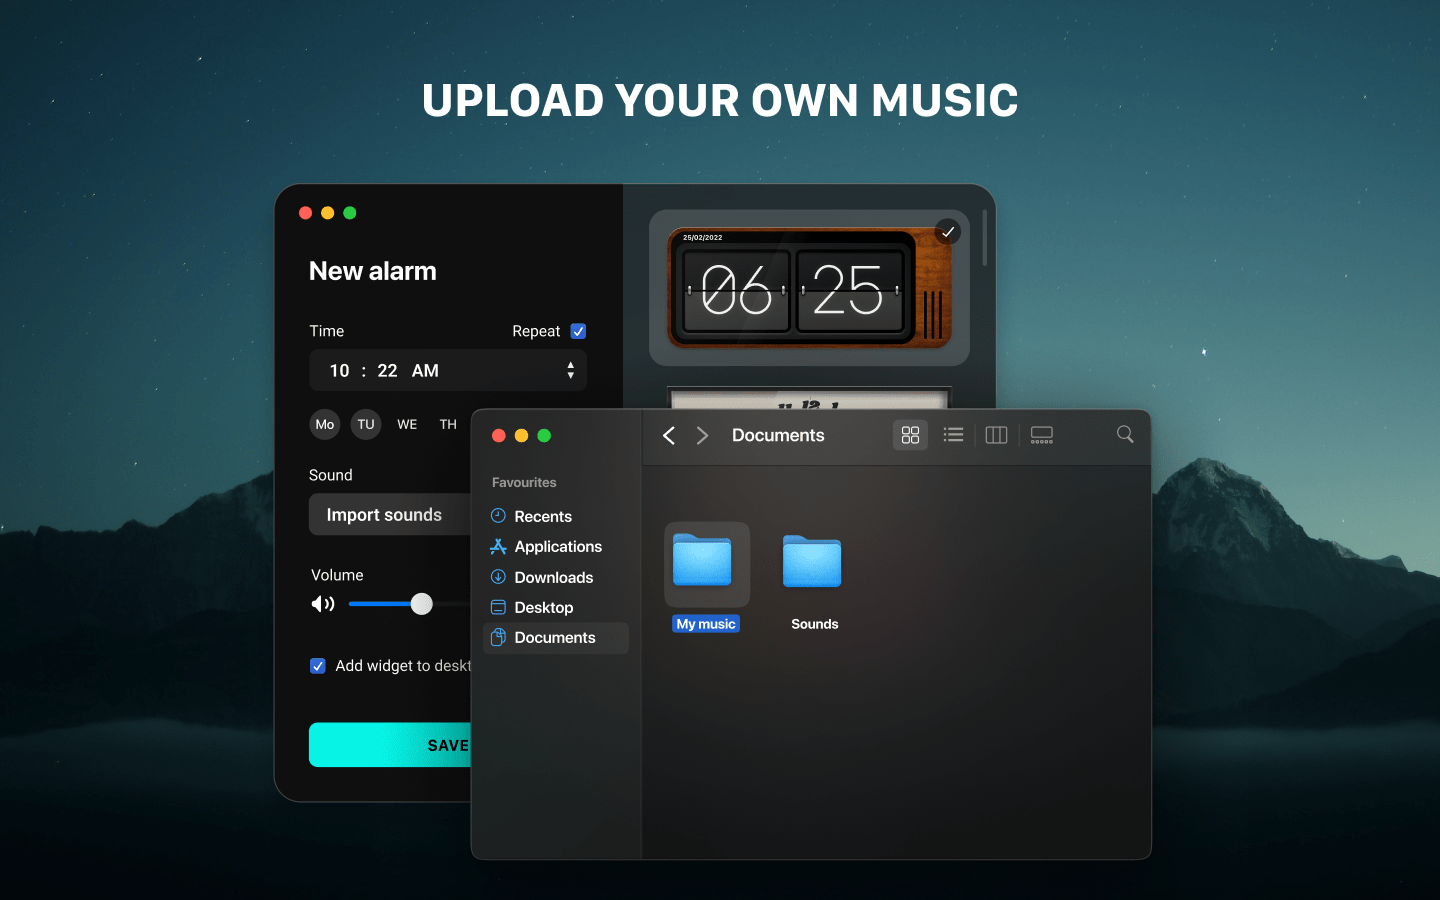 UPLOAD YOUR OWN MUSIC
25/02/2022
06 25
New alarm
Time
Repeat
10 : 22 AM
Mo TU WE TH
Sound
Import sounds
Volume
Add widget to deskt
SAVE
Documents
Favourites
Recents
Applications
Downloads
Desktop
Documents
My music
Sounds